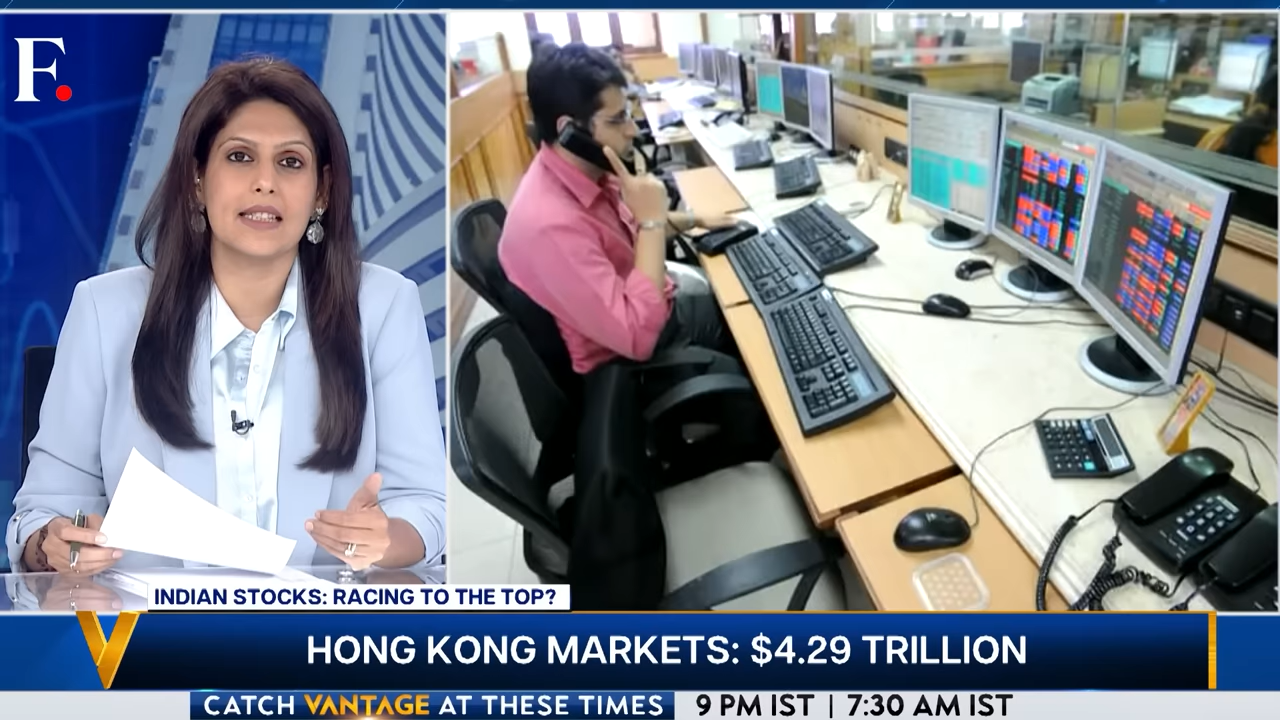 F.
INDIAN STOCKS: RACING TO THE TOP?
V
HONG KONG MARKETS: $4.29 TRILLION
CATCH VANTAGE AT THESE TIMES 9 PM IST | 7:30 AM IST